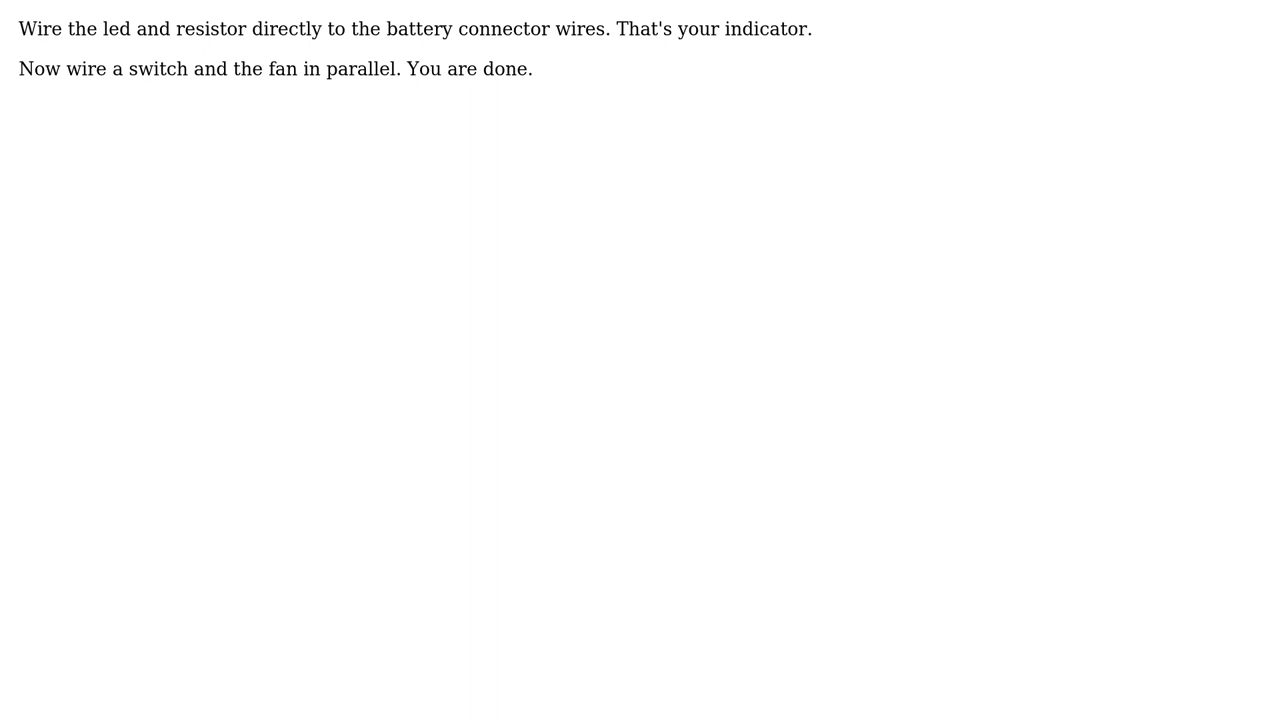 Wire the led and resistor directly to the battery connector wires. That's your indicator.
Now wire a switch and the fan in parallel. You are done.